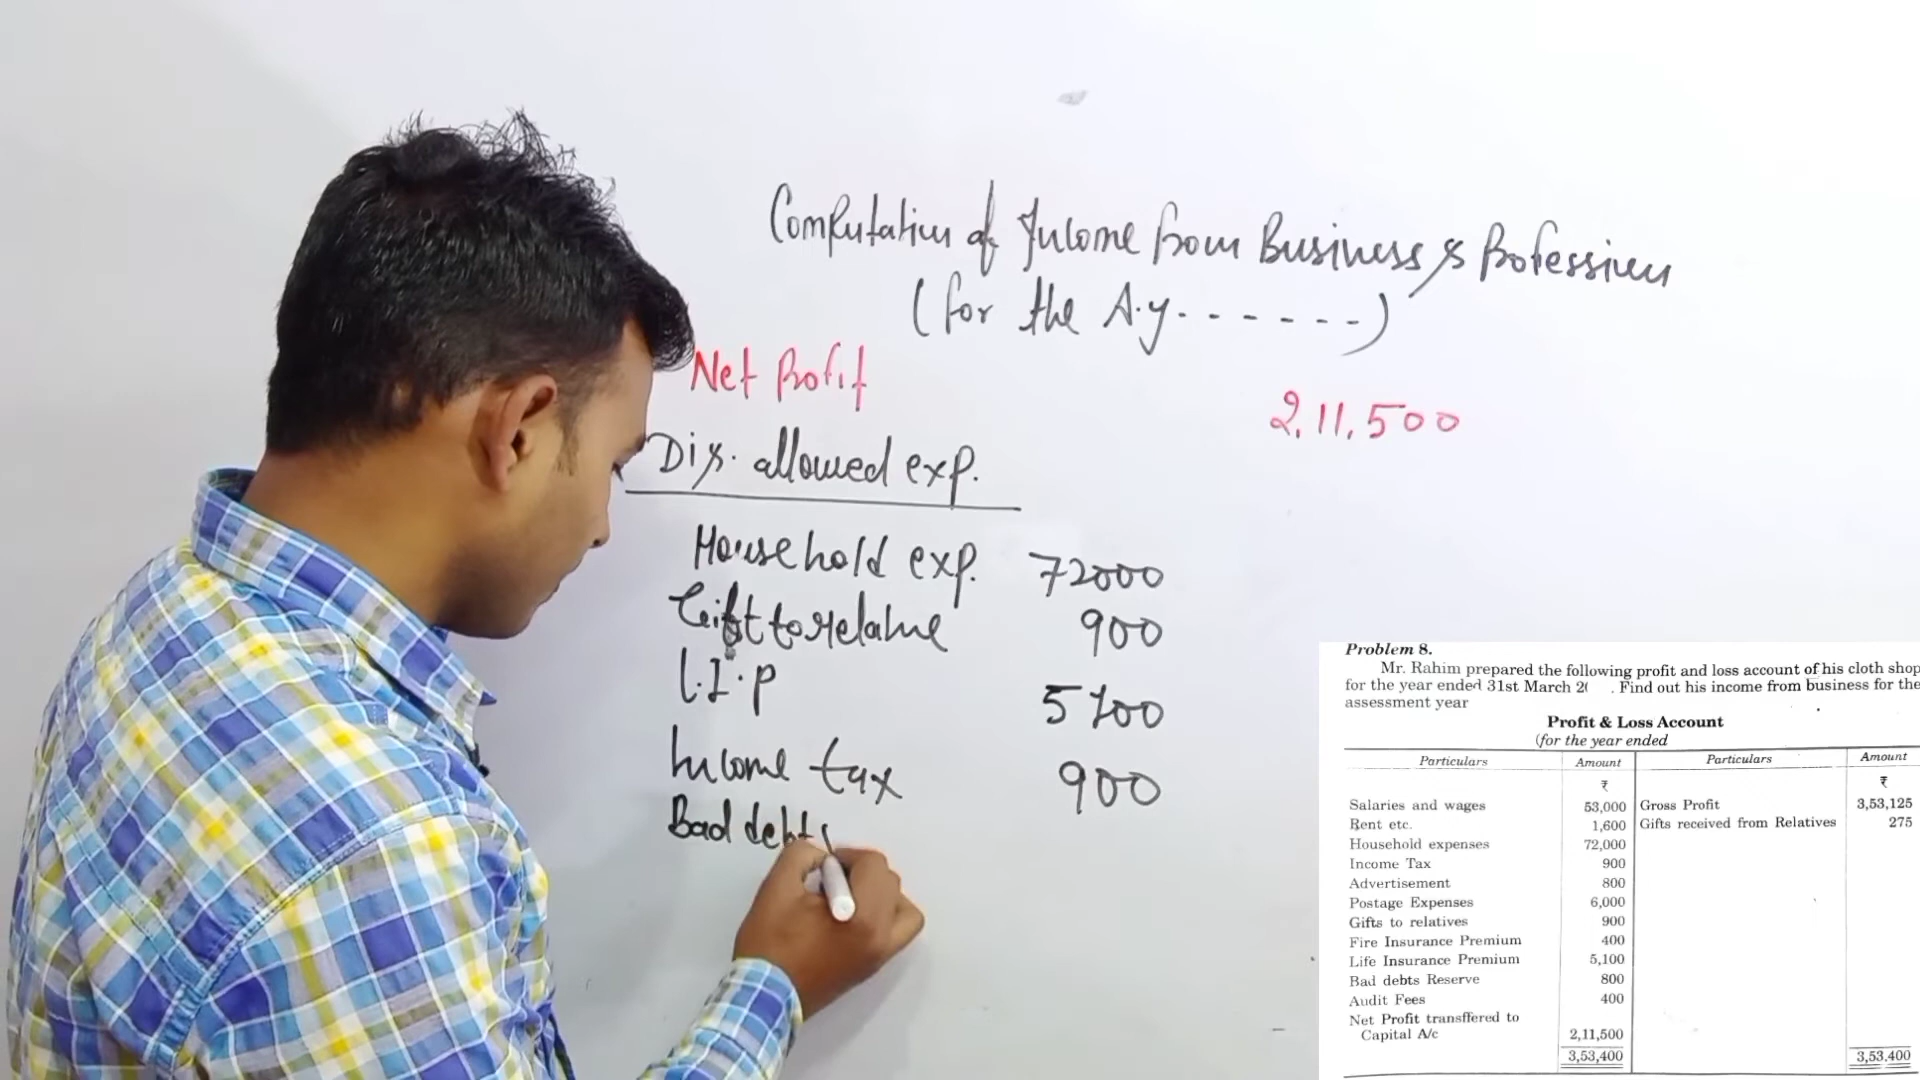 Computation of Income from Business & Profession
(for the A.y. - - - - - -)
Net Profit 2,11,500
Dis. allowed exp.
Household exp. 72000
Gift to relative 900
L.I.P 5100
Income tax 900
Bad debts
Problem 8.
Mr. Rahim prepared the following profit and loss account of his cloth shop
for the year ended 31st March 2( . Find out his income from business for the
assessment year
Profit & Loss Account
(for the year ended
Particulars Amount Particulars Amount
₹ ₹
Salaries and wages 53,000 Gross Profit 3,53,125
Rent etc. 1,600 Gifts received from Relatives 275
Household expenses 72,000
Income Tax 900
Advertisement 800
Postage Expenses 6,000
Gifts to relatives 900
Fire Insurance Premium 400
Life Insurance Premium 5,100
Bad debts Reserve 800
Audit Fees 400
Net Profit transffered to
Capital A/c 2,11,500
3,53,400 3,53,400